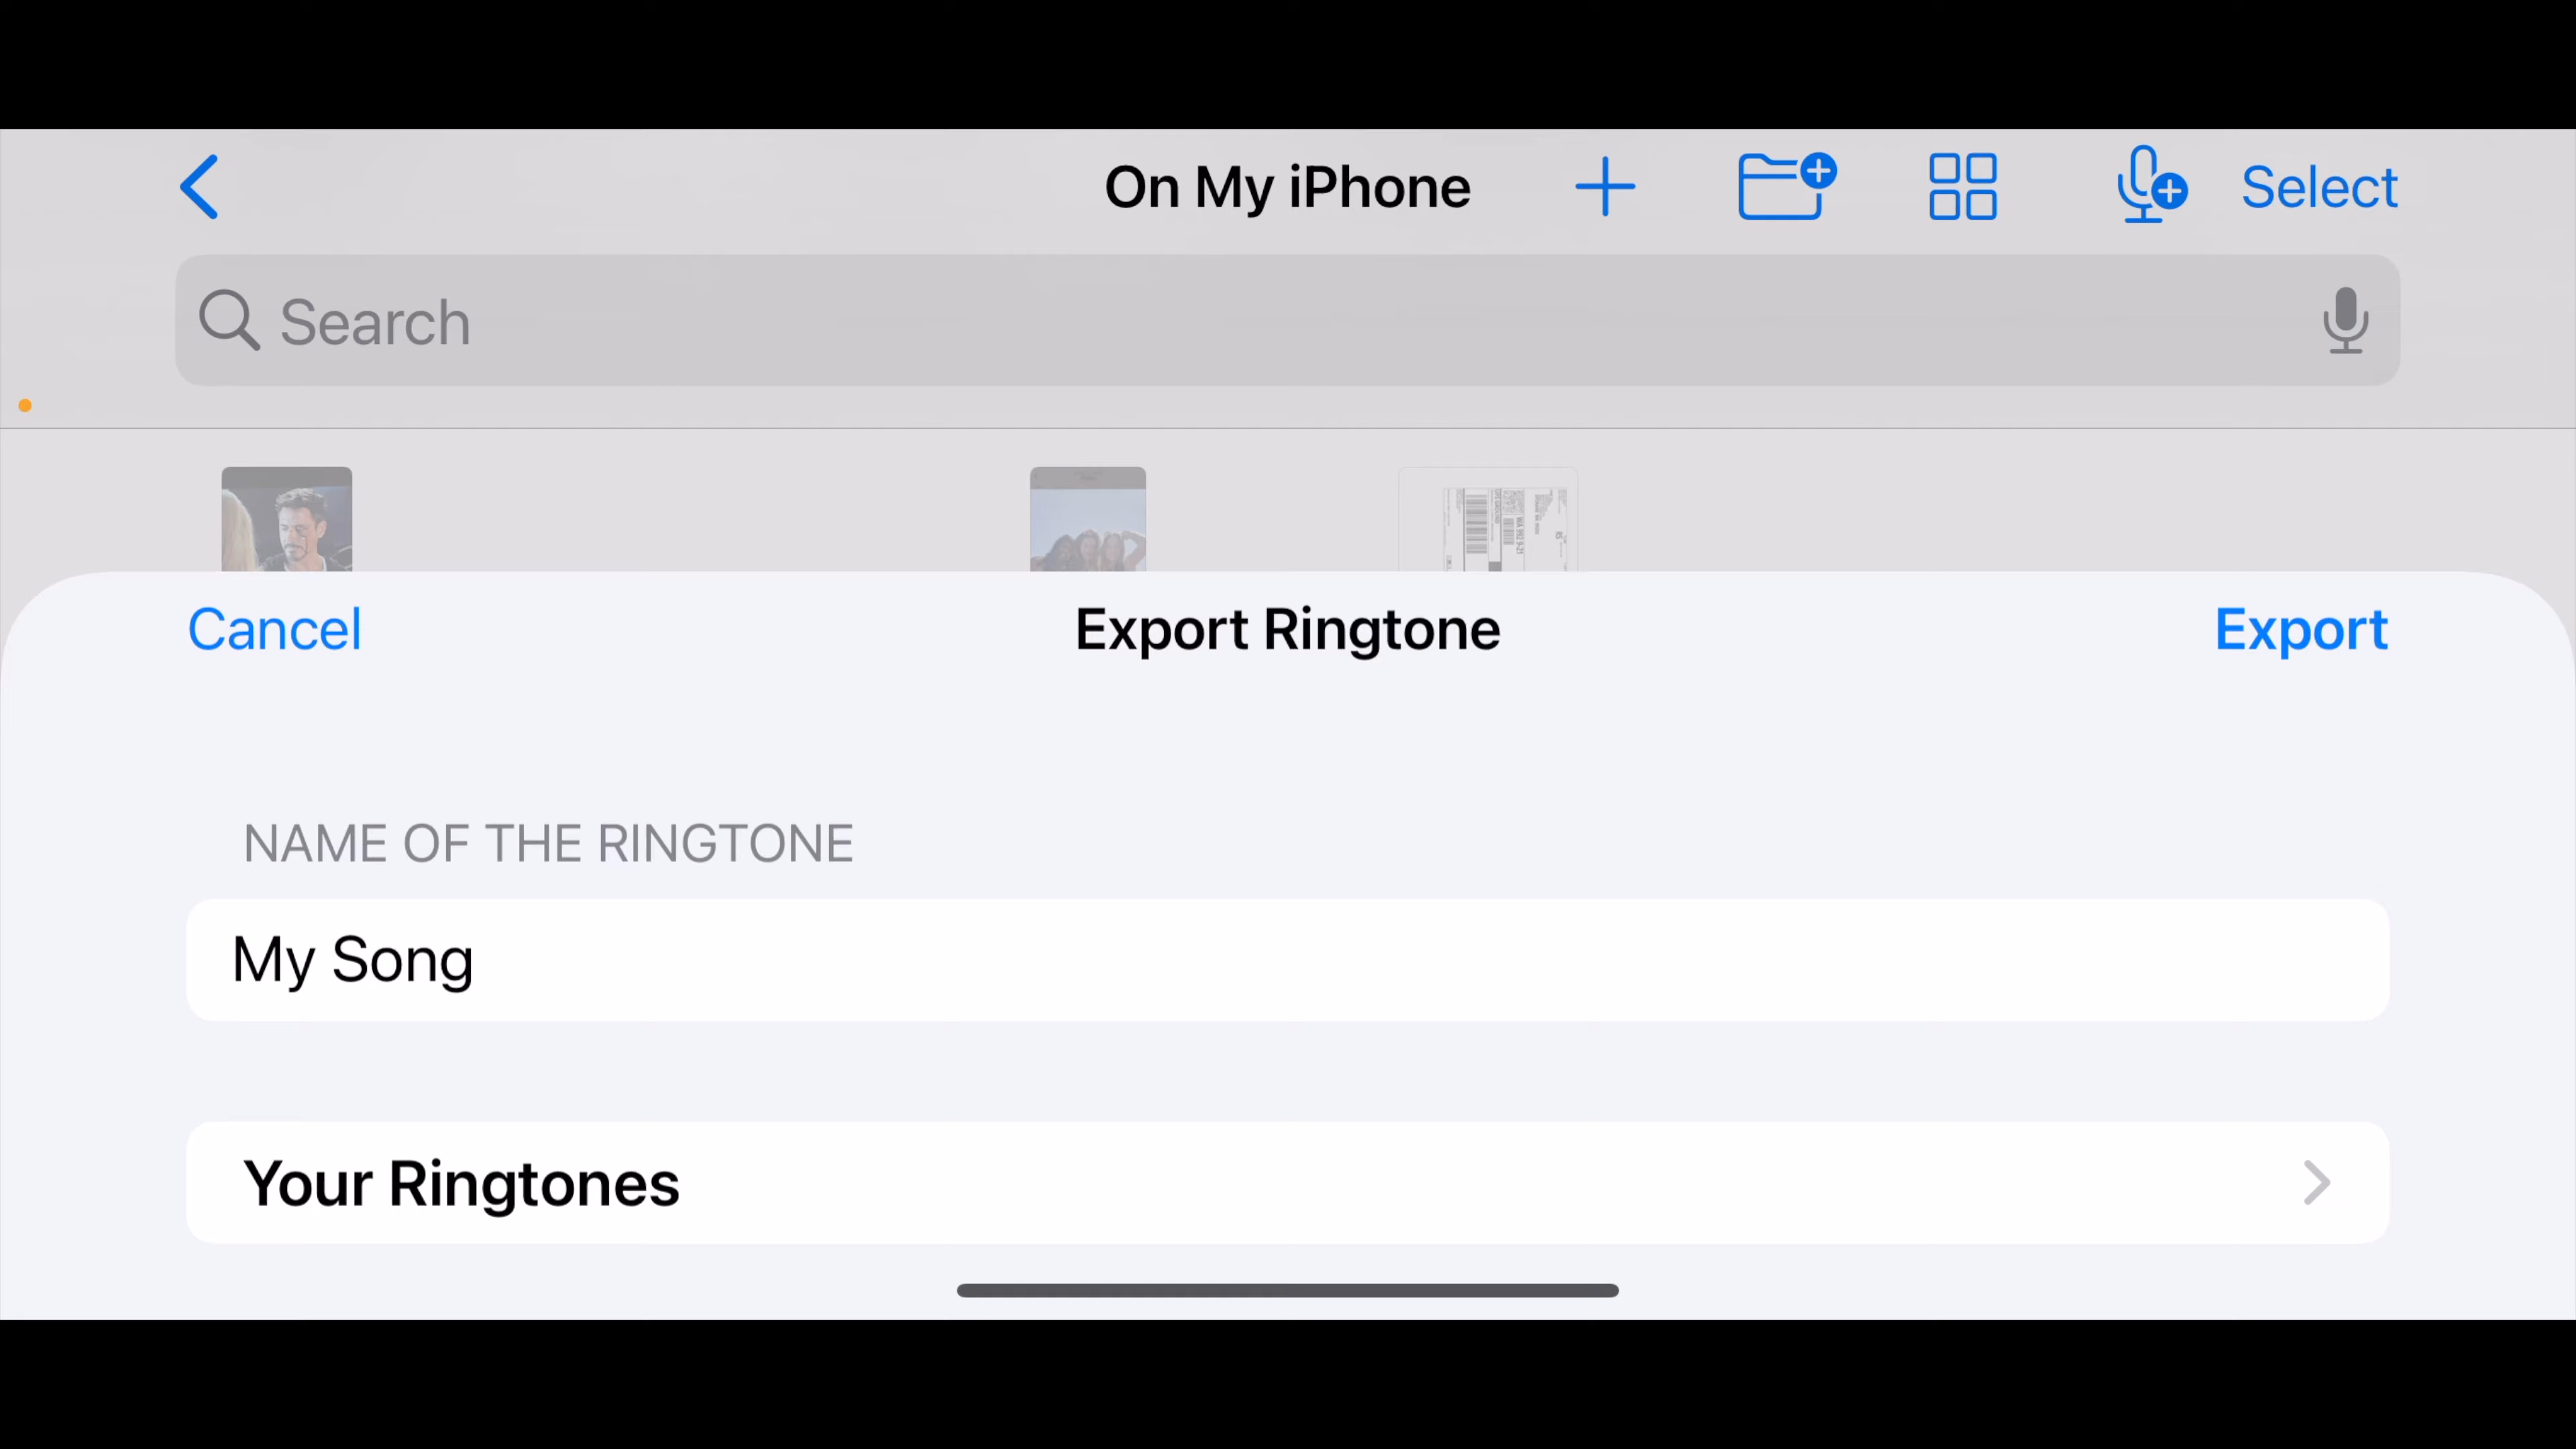 On My iPhone
Select
Search
Cancel
Export Ringtone
Export
NAME OF THE RINGTONE
My Song
Your Ringtones